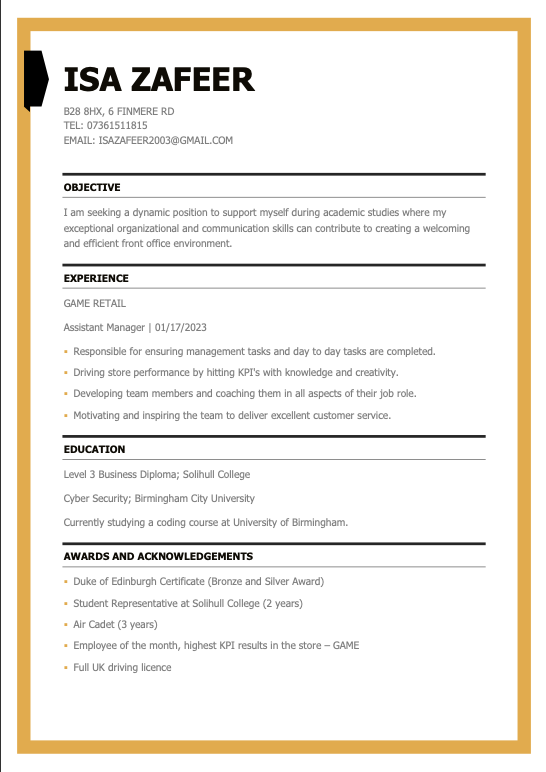 ISA ZAFEER
B28 8HX, 6 FINMERE RD
TEL: 07361511815
EMAIL: ISAZAFEER2003@GMAIL.COM
OBJECTIVE
I am seeking a dynamic position to support myself during academic studies where my
exceptional organizational and communication skills can contribute to creating a welcoming
and efficient front office environment.
EXPERIENCE
GAME RETAIL
Assistant Manager | 01/17/2023
▪ Responsible for ensuring management tasks and day to day tasks are completed.
▪ Driving store performance by hitting KPI's with knowledge and creativity.
▪ Developing team members and coaching them in all aspects of their job role.
▪ Motivating and inspiring the team to deliver excellent customer service.
EDUCATION
Level 3 Business Diploma; Solihull College
Cyber Security; Birmingham City University
Currently studying a coding course at University of Birmingham.
AWARDS AND ACKNOWLEDGEMENTS
▪ Duke of Edinburgh Certificate (Bronze and Silver Award)
▪ Student Representative at Solihull College (2 years)
▪ Air Cadet (3 years)
▪ Employee of the month, highest KPI results in the store – GAME
▪ Full UK driving licence